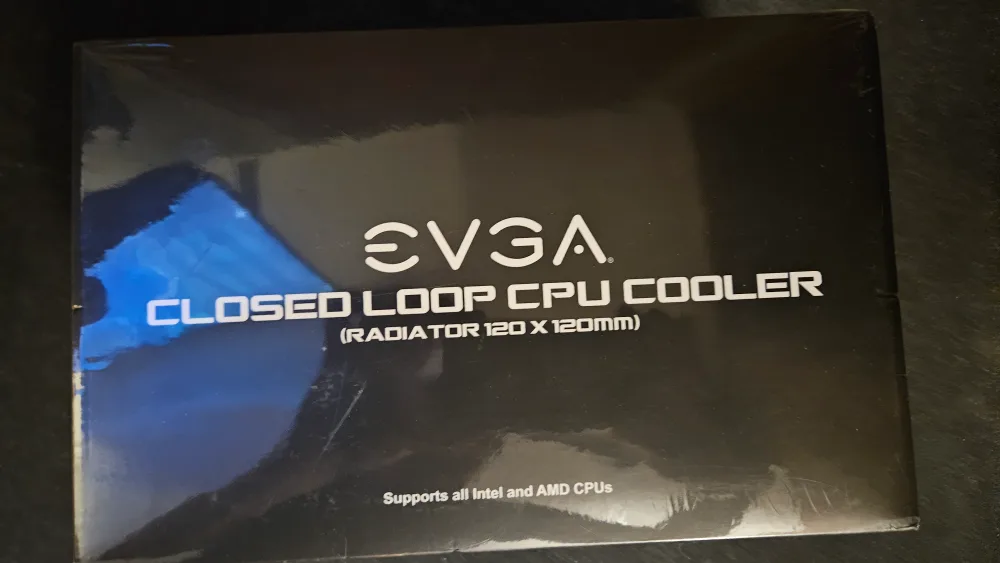 EVGA®
CLOSED LOOP CPU COOLER
(RADIATOR 120 X 120mm)
Supports all Intel and AMD CPUs